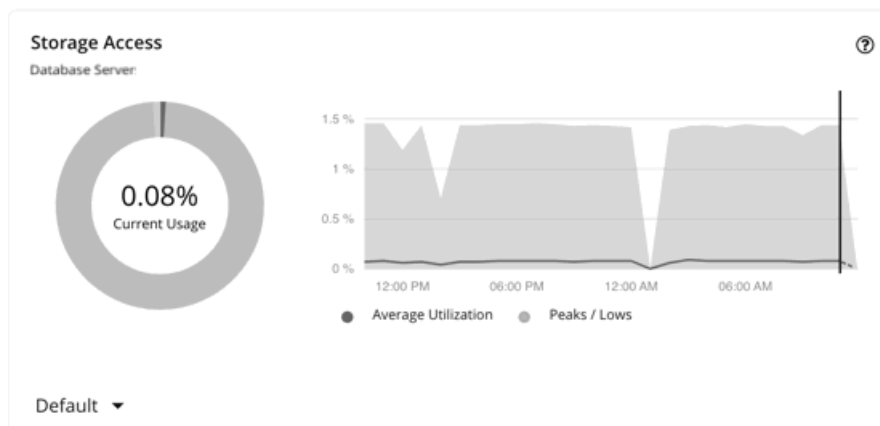 Storage Access
Database Server
0.08%
Current Usage
1.5 %
1 %
0.5 %
0 %
12:00 PM 06:00 PM 12:00 AM 06:00 AM
Average Utilization Peaks / Lows
Default